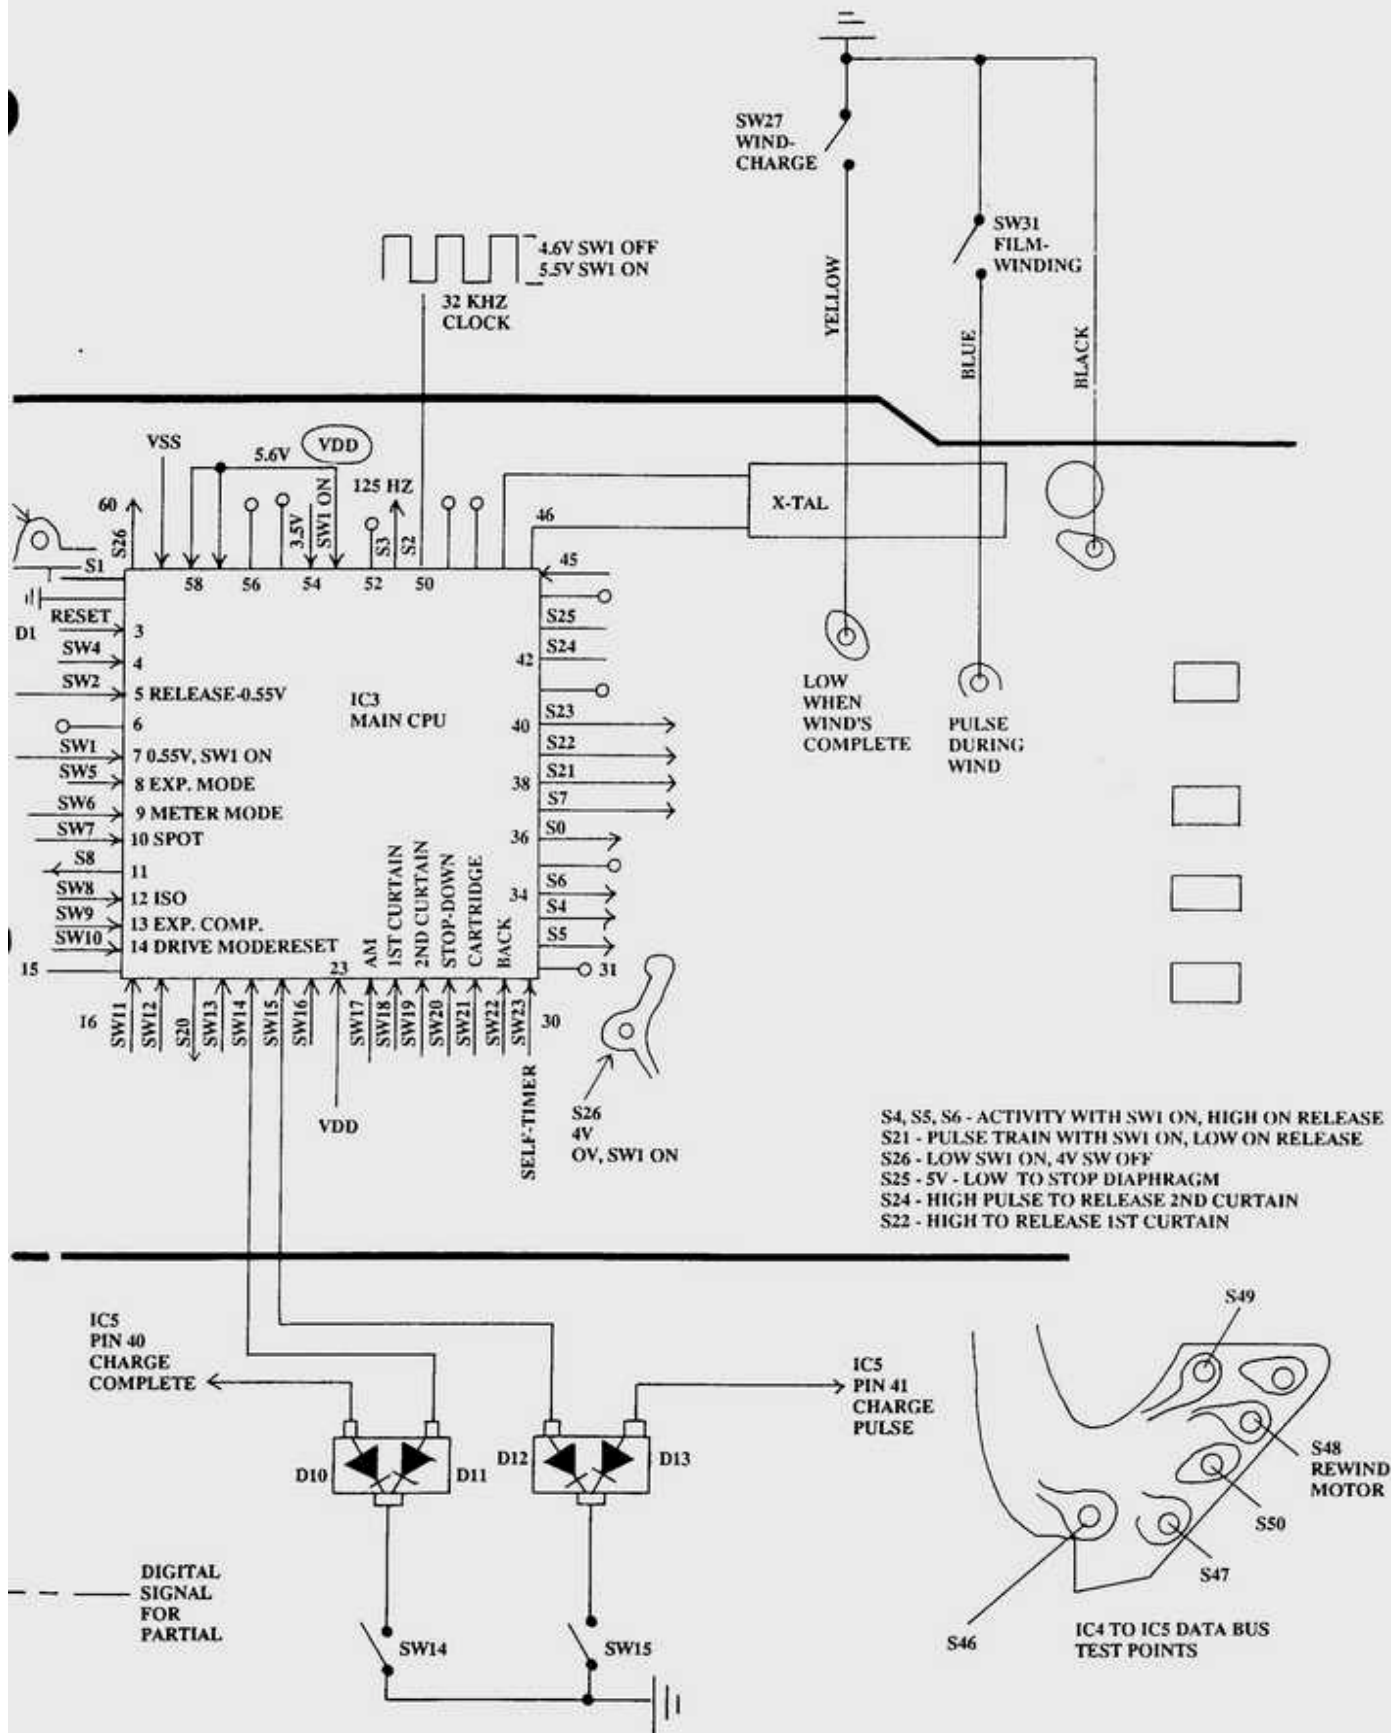 SW27
WIND-
CHARGE
SW31
FILM-
WINDING
4.6V SW1 OFF
5.5V SW1 ON
32 KHZ
CLOCK
YELLOW
BLUE
BLACK
VSS
5.6V
VDD
60
S26
3.5V
SW1 ON
125 HZ
S3
S2
46
X-TAL
S1
58
56
54
52
50
45
RESET
D1
3
S25
SW4
4
S24
42
SW2
5 RELEASE-0.55V
IC3
MAIN CPU
6
S23
40
SW1
7 0.55V, SW1 ON
S22
SW5
8 EXP. MODE
S21
38
SW6
9 METER MODE
S7
SW7
10 SPOT
S0
36
S8
11
SW8
12 ISO
S6
34
SW9
13 EXP. COMP.
S4
SW10
14 DRIVE MODERESET
S5
15
23
31
AM
1ST CURTAIN
2ND CURTAIN
STOP-DOWN
CARTRIDGE
BACK
LOW
WHEN
WIND'S
COMPLETE
PULSE
DURING
WIND
16
SW11
SW12
S20
SW13
SW14
SW15
SW16
SW17
SW18
SW19
SW20
SW21
SW22
SW23
30
VDD
SELF-TIMER
S26
4V
OV, SW1 ON
S4, S5, S6 - ACTIVITY WITH SW1 ON, HIGH ON RELEASE
S21 - PULSE TRAIN WITH SW1 ON, LOW ON RELEASE
S26 - LOW SW1 ON, 4V SW OFF
S25 - 5V - LOW TO STOP DIAPHRAGM
S24 - HIGH PULSE TO RELEASE 2ND CURTAIN
S22 - HIGH TO RELEASE 1ST CURTAIN
IC5
PIN 40
CHARGE
COMPLETE
IC5
PIN 41
CHARGE
PULSE
D10
D11
D12
D13
S49
S48
REWIND
MOTOR
S50
S47
S46
DIGITAL
SIGNAL
FOR
PARTIAL
SW14
SW15
IC4 TO IC5 DATA BUS
TEST POINTS